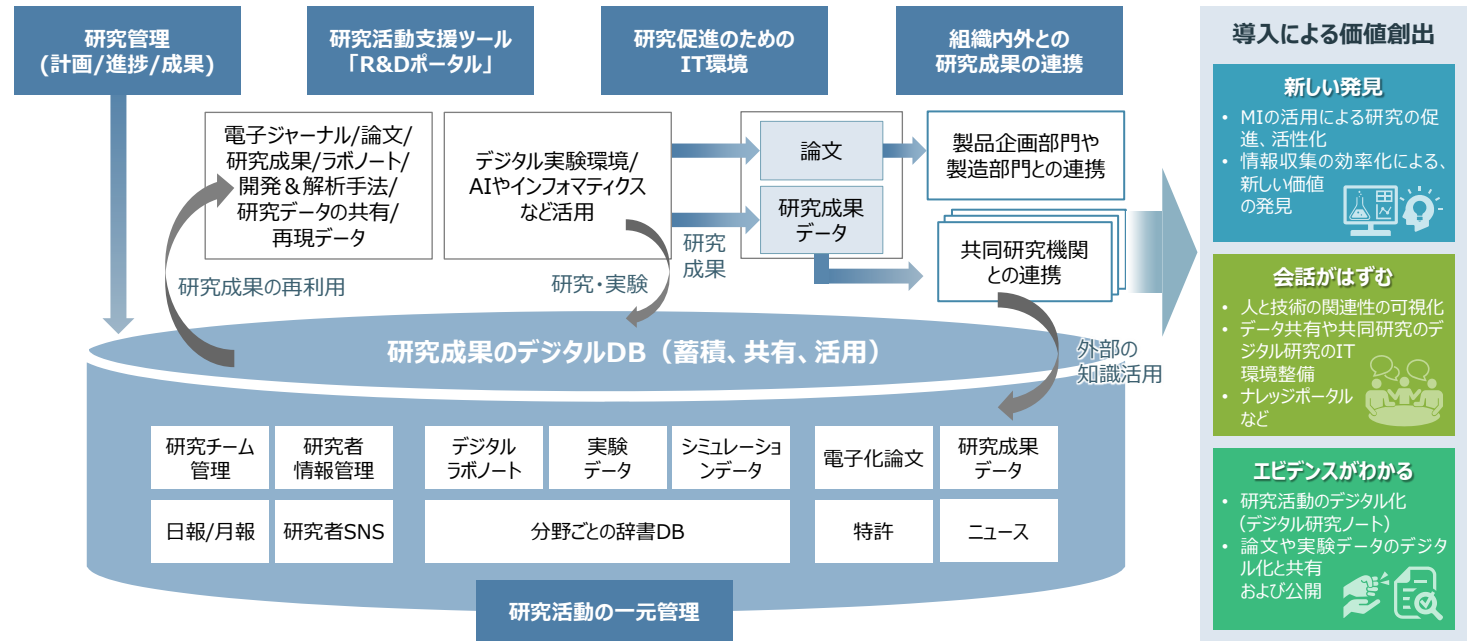 研究管理
(計画/進捗/成果)
研究活動支援ツール
「R&Dポータル」
研究促進のための
IT環境
組織内外との
研究成果の連携
電子ジャーナル/論文/
研究成果/ラボノート/
開発&解析手法/
研究データの共有/
再現データ
デジタル実験環境/
AIやインフォマティクス
など活用
論文
研究成果
データ
製品企画部門や
製造部門との連携
共同研究機関
との連携
研究成果の再利用
研究・実験
研究
成果
外部の
知識活用
研究成果のデジタルDB（蓄積、共有、活用）
研究チーム
管理
研究者
情報管理
デジタル
ラボノート
実験
データ
シミュレーショ
ンデータ
電子化論文
研究成果
データ
日報/月報
研究者SNS
分野ごとの辞書DB
特許
ニュース
研究活動の一元管理
導入による価値創出
新しい発見
• MIの活用による研究の促
進、活性化
• 情報収集の効率化による、
新しい価値
の発見
会話がはずむ
• 人と技術の関連性の可視化
• データ共有や共同研究のデ
ジタル研究のIT
環境整備
• ナレッジポータル
など
エビデンスがわかる
• 研究活動のデジタル化
（デジタル研究ノート）
• 論文や実験データのデジタ
ル化と共有
および公開